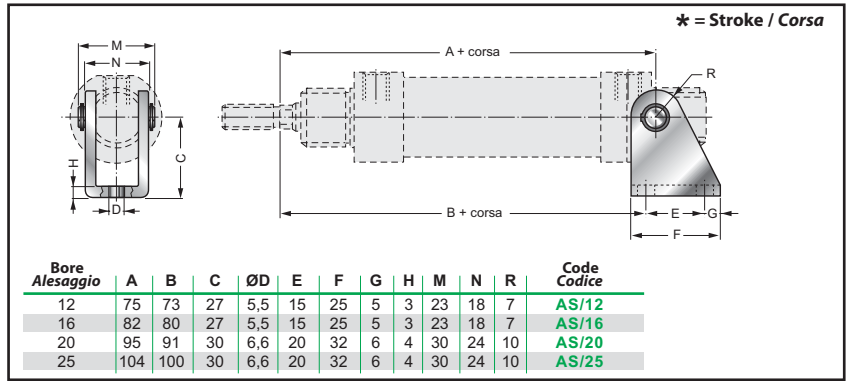 * = Stroke / Corsa
M
N
A + corsa
R
C
H
D
B + corsa
E
G
F
Bore Alesaggio A B C ØD E F G H M N R Code Codice
12 75 73 27 5,5 15 25 5 3 23 18 7 AS/12
16 82 80 27 5,5 15 25 5 3 23 18 7 AS/16
20 95 91 30 6,6 20 32 6 4 30 24 10 AS/20
25 104 100 30 6,6 20 32 6 4 30 24 10 AS/25